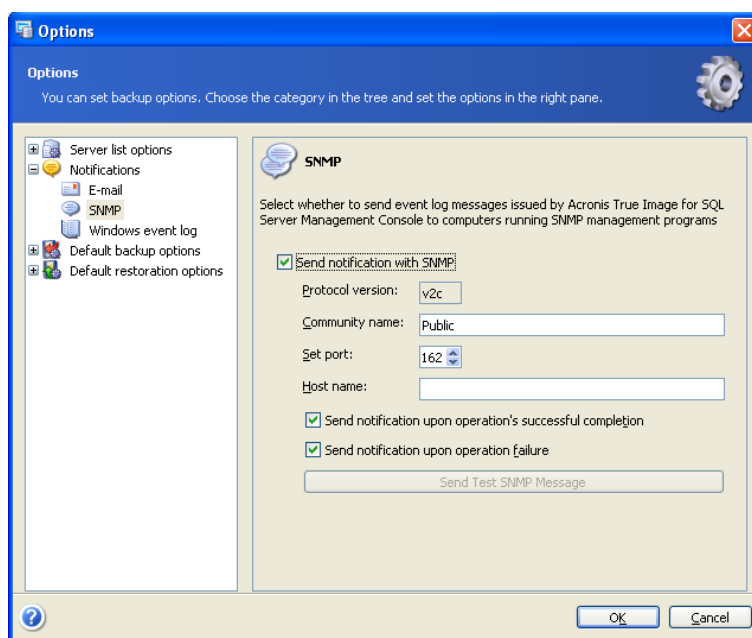 Options
Options
You can set backup options. Choose the category in the tree and set the options in the right pane.
Server list options
Notifications
E-mail
SNMP
Windows event log
Default backup options
Default restoration options
SNMP
Select whether to send event log messages issued by Acronis True Image for SQL
Server Management Console to computers running SNMP management programs
Send notification with SNMP
Protocol version: v2c
Community name: Public
Set port: 162
Host name:
Send notification upon operation's successful completion
Send notification upon operation failure
Send Test SNMP Message
OK Cancel